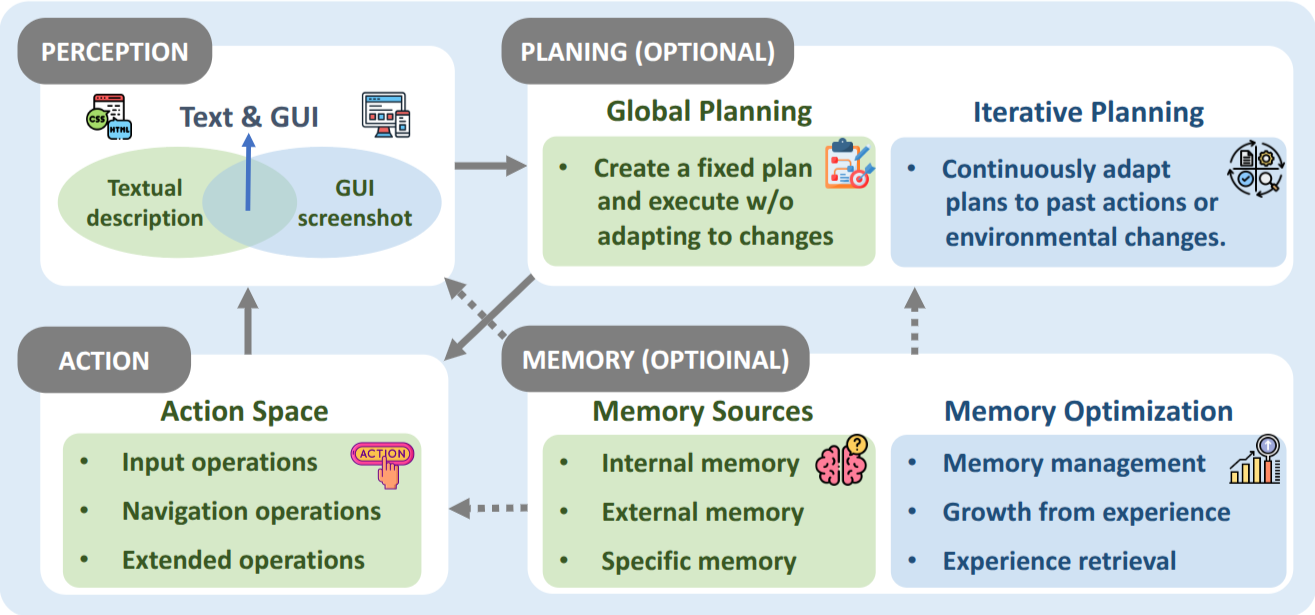 PERCEPTION
CSS
HTML
Text & GUI
Textual
description
GUI
screenshot
PLANING (OPTIONAL)
Global Planning
• Create a fixed plan
and execute w/o
adapting to changes
Iterative Planning
• Continuously adapt
plans to past actions or
environmental changes.
ACTION
Action Space
ACTION
• Input operations
• Navigation operations
• Extended operations
MEMORY (OPTIOINAL)
Memory Sources
?
• Internal memory
• External memory
• Specific memory
Memory Optimization
• Memory management
• Growth from experience
• Experience retrieval